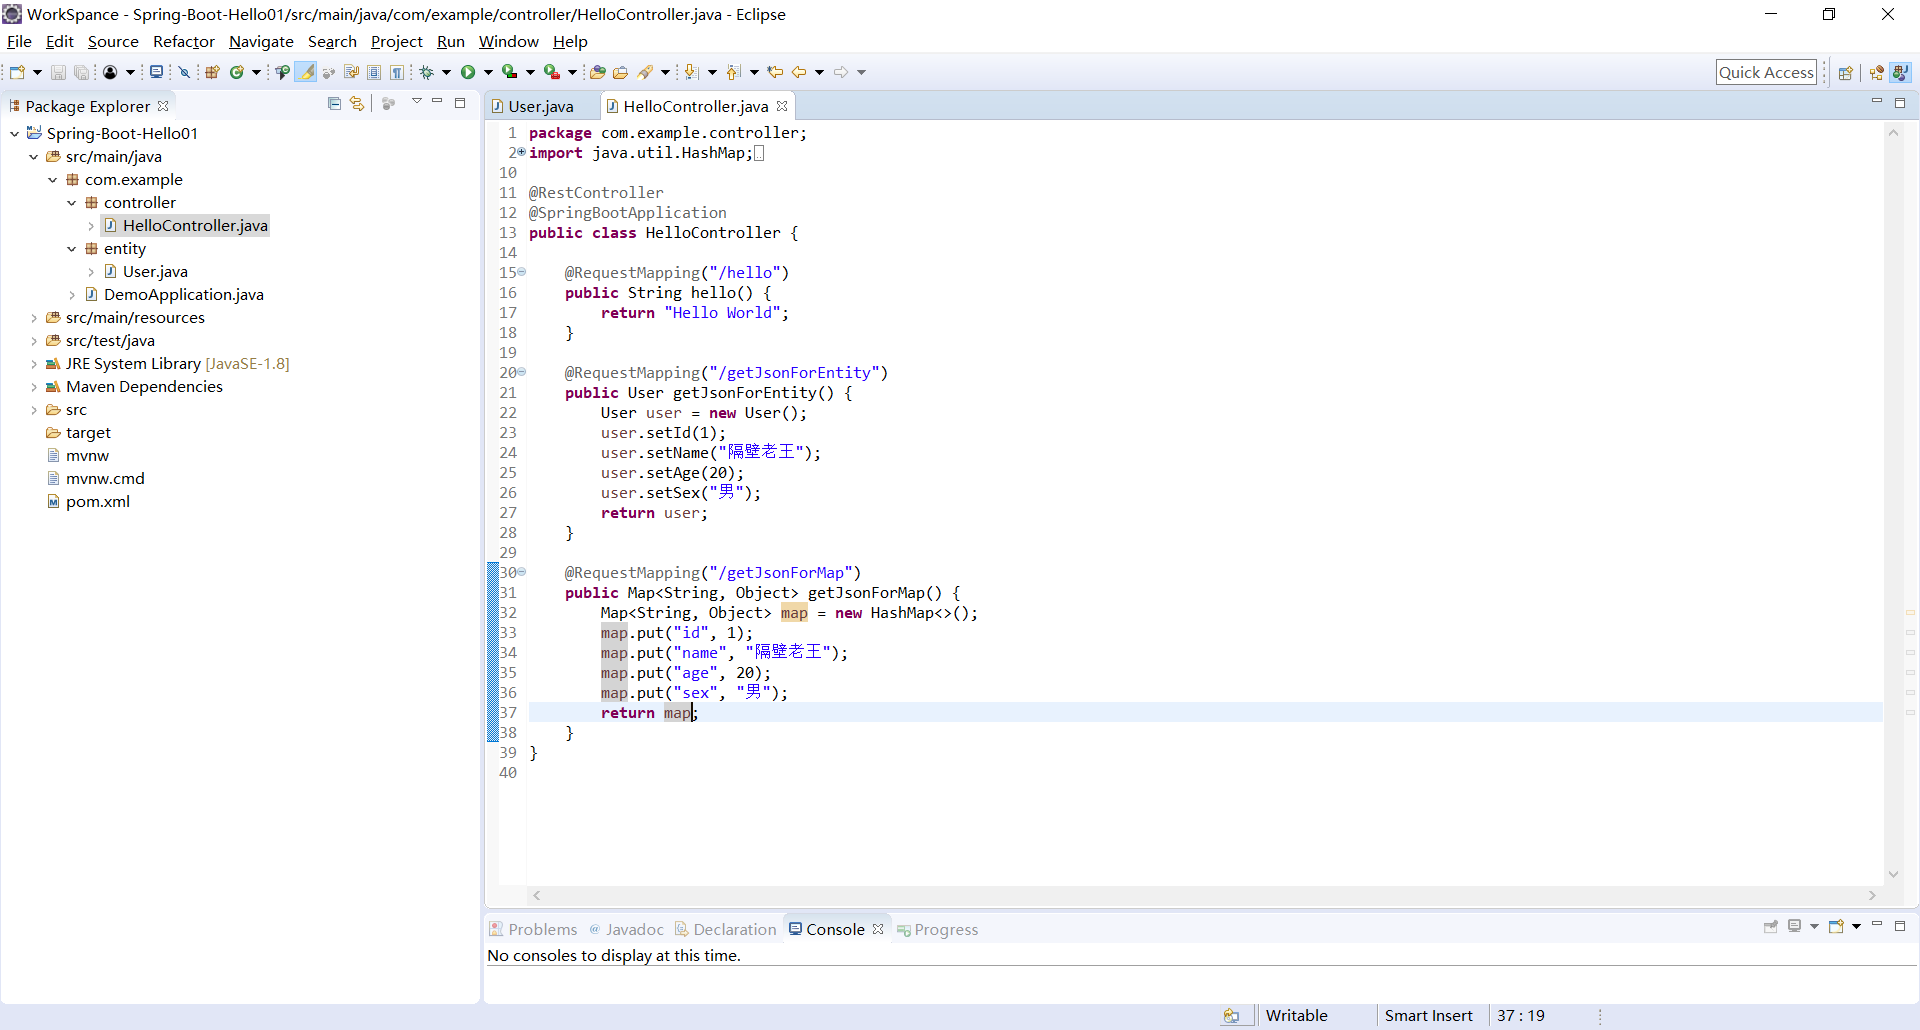 WorkSpance - Spring-Boot-Hello01/src/main/java/com/example/controller/HelloController.java - Eclipse
File Edit Source Refactor Navigate Search Project Run Window Help
Quick Access
Package Explorer
Spring-Boot-Hello01
src/main/java
com.example
controller
HelloController.java
entity
User.java
DemoApplication.java
src/main/resources
src/test/java
JRE System Library [JavaSE-1.8]
Maven Dependencies
src
target
mvnw
mvnw.cmd
pom.xml
User.java HelloController.java
1 package com.example.controller;
2 import java.util.HashMap;
10
11 @RestController
12 @SpringBootApplication
13 public class HelloController {
14
15 @RequestMapping("/hello")
16 public String hello() {
17 return "Hello World";
18 }
19
20 @RequestMapping("/getJsonForEntity")
21 public User getJsonForEntity() {
22 User user = new User();
23 user.setId(1);
24 user.setName("隔壁老王");
25 user.setAge(20);
26 user.setSex("男");
27 return user;
28 }
29
30 @RequestMapping("/getJsonForMap")
31 public Map<String, Object> getJsonForMap() {
32 Map<String, Object> map = new HashMap<>();
33 map.put("id", 1);
34 map.put("name", "隔壁老王");
35 map.put("age", 20);
36 map.put("sex", "男");
37 return map;
38 }
39 }
40
Problems @ Javadoc Declaration Console Progress
No consoles to display at this time.
Writable Smart Insert 37 : 19